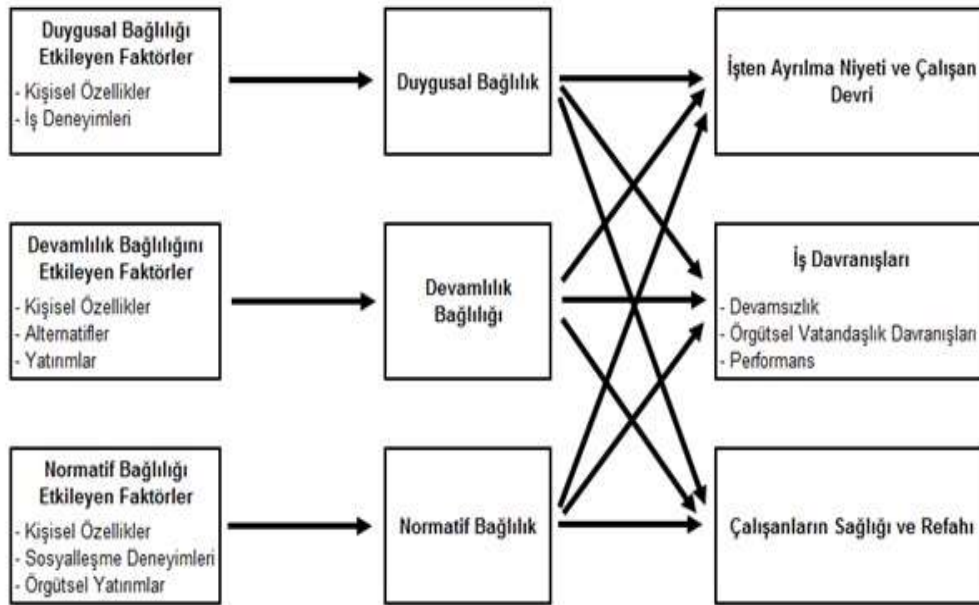 Duygusal Bağlılığı
Etkileyen Faktörler
- Kişisel Özellikler
- İş Deneyimleri
Duygusal Bağlılık
İşten Ayrılma Niyeti ve Çalışan
Devri
Devamlılık Bağlılığını
Etkileyen Faktörler
- Kişisel Özellikler
- Alternatifler
- Yatırımlar
Devamlılık
Bağlılığı
İş Davranışları
- Devamsızlık
- Örgütsel Vatandaşlık Davranışları
- Performans
Normatif Bağlılığı
Etkileyen Faktörler
- Kişisel Özellikler
- Sosyalleşme Deneyimleri
- Örgütsel Yatırımlar
Normatif Bağlılık
Çalışanların Sağlığı ve Refahı